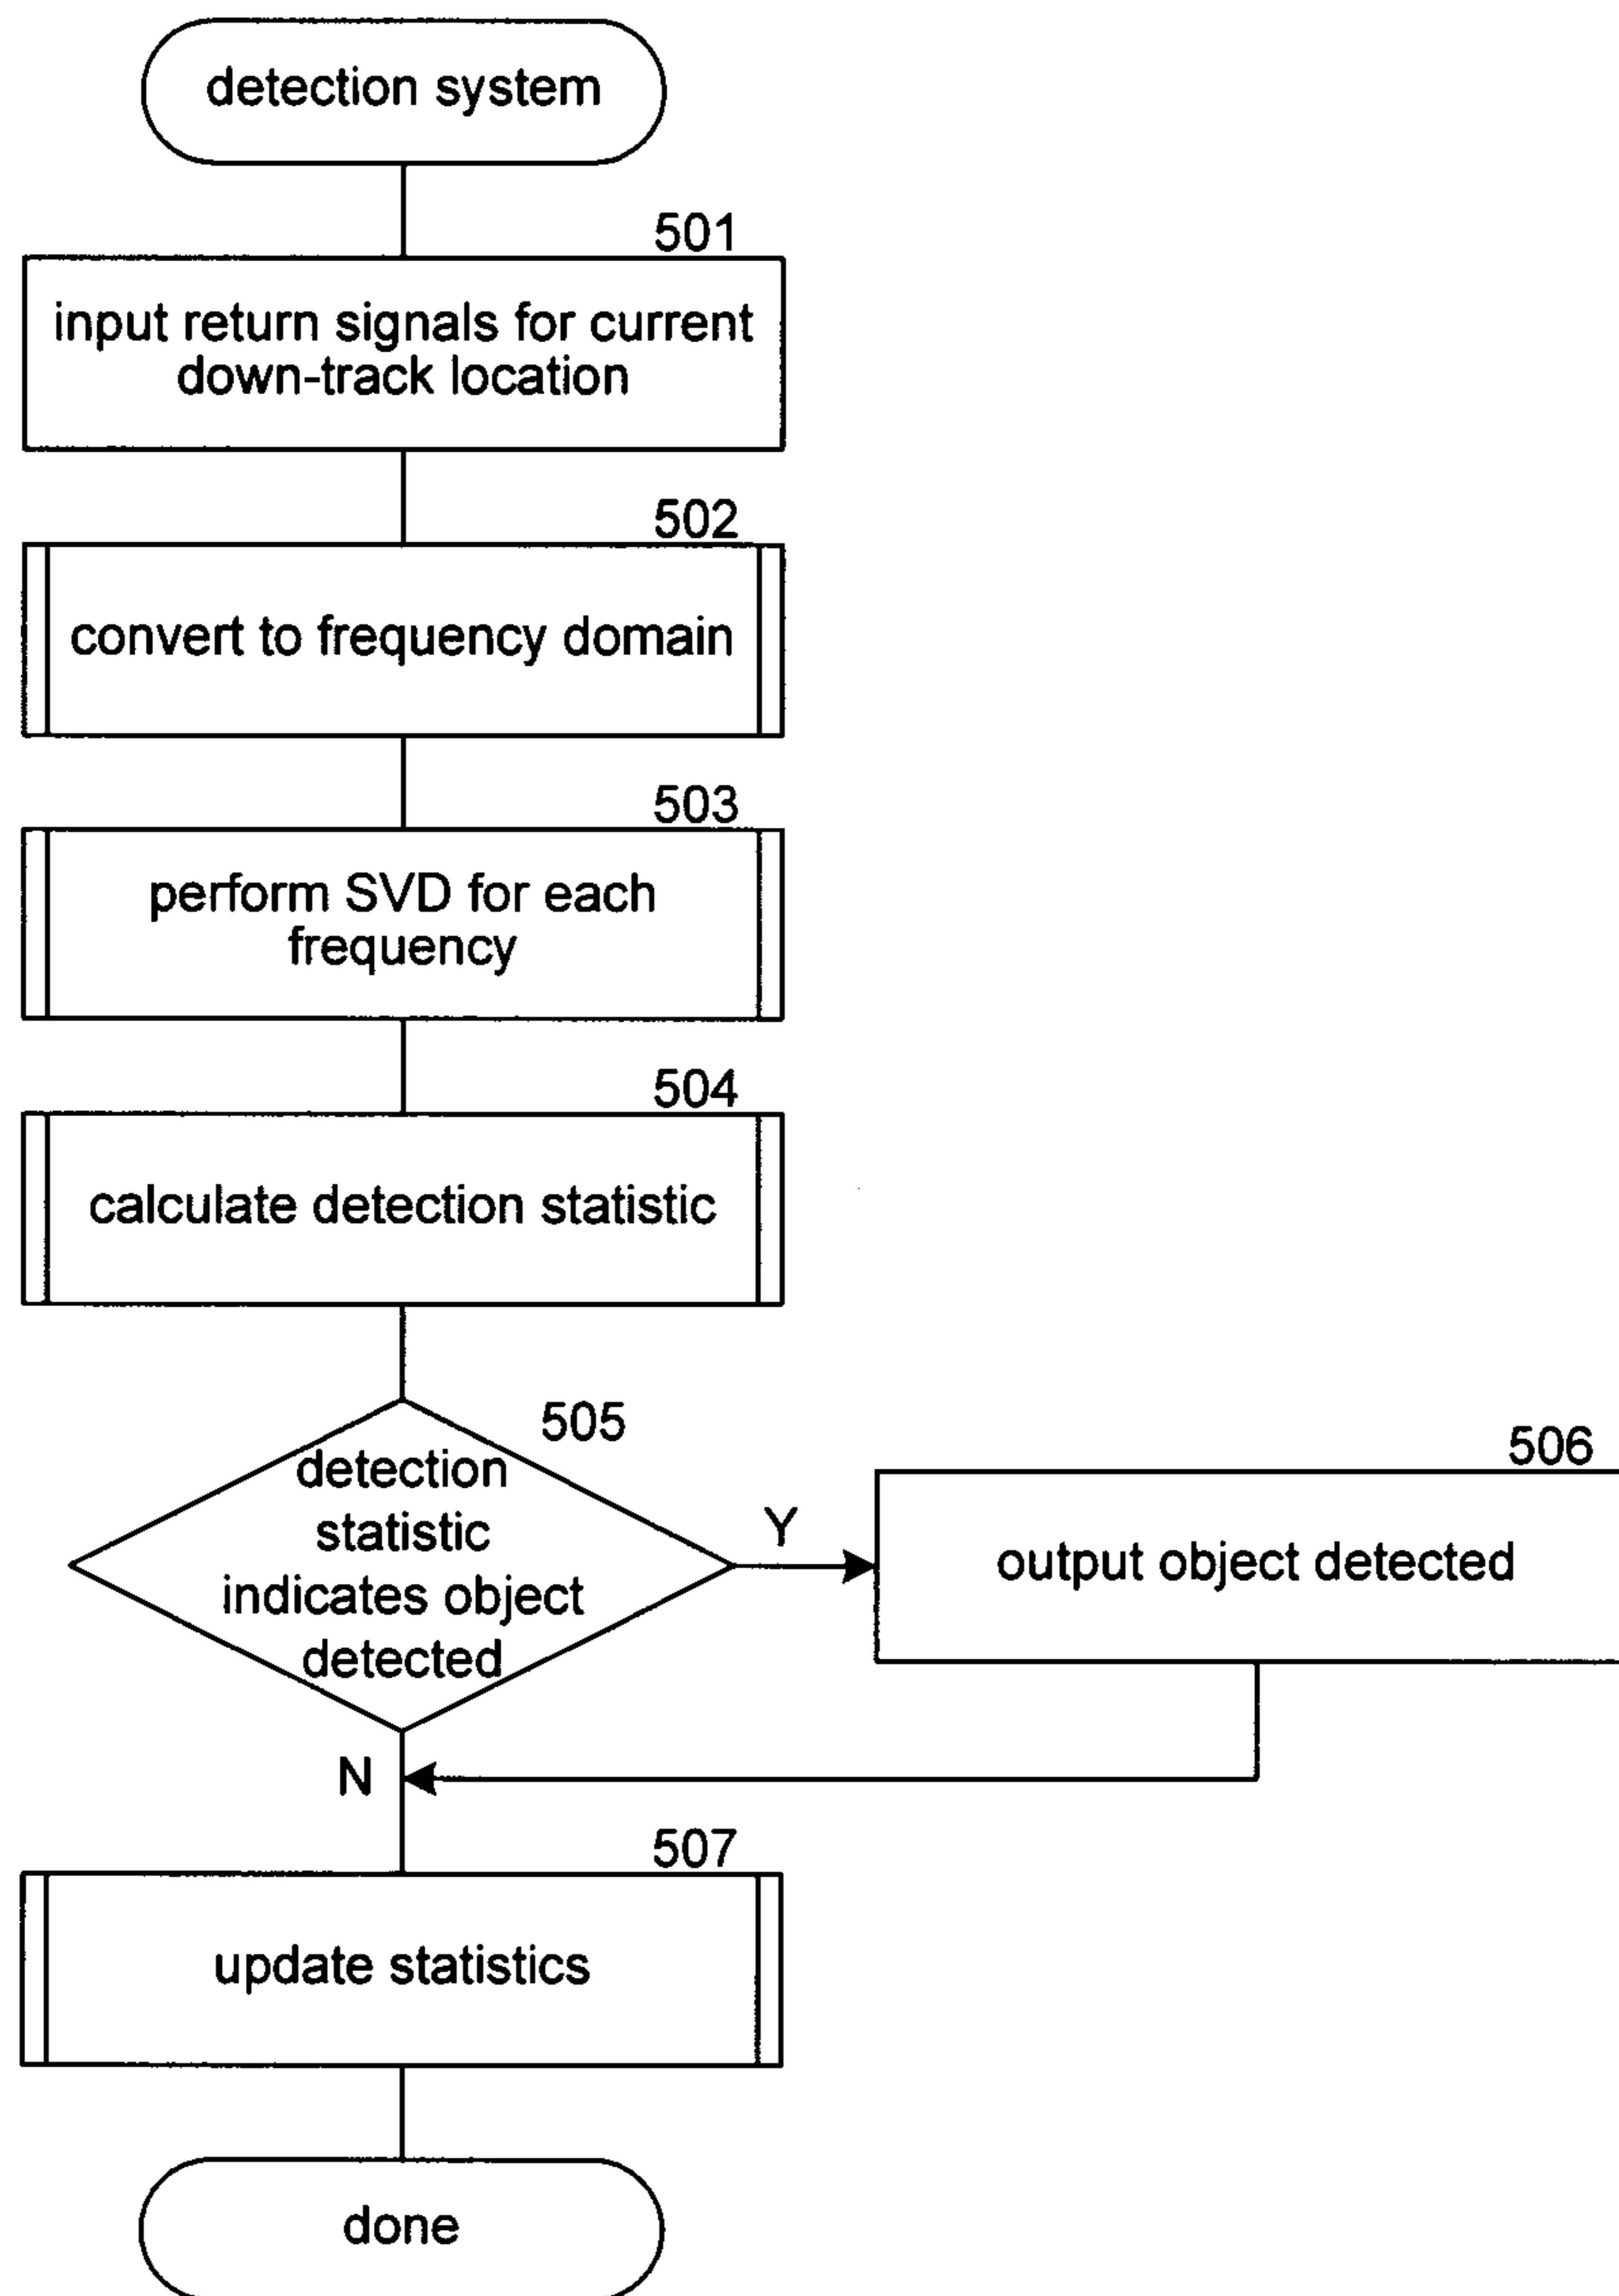 detection system
501
input return signals for current
down-track location
502
convert to frequency domain
503
perform SVD for each
frequency
504
calculate detection statistic
505
detection
statistic
indicates object
detected
Y
506
output object detected
N
507
update statistics
done